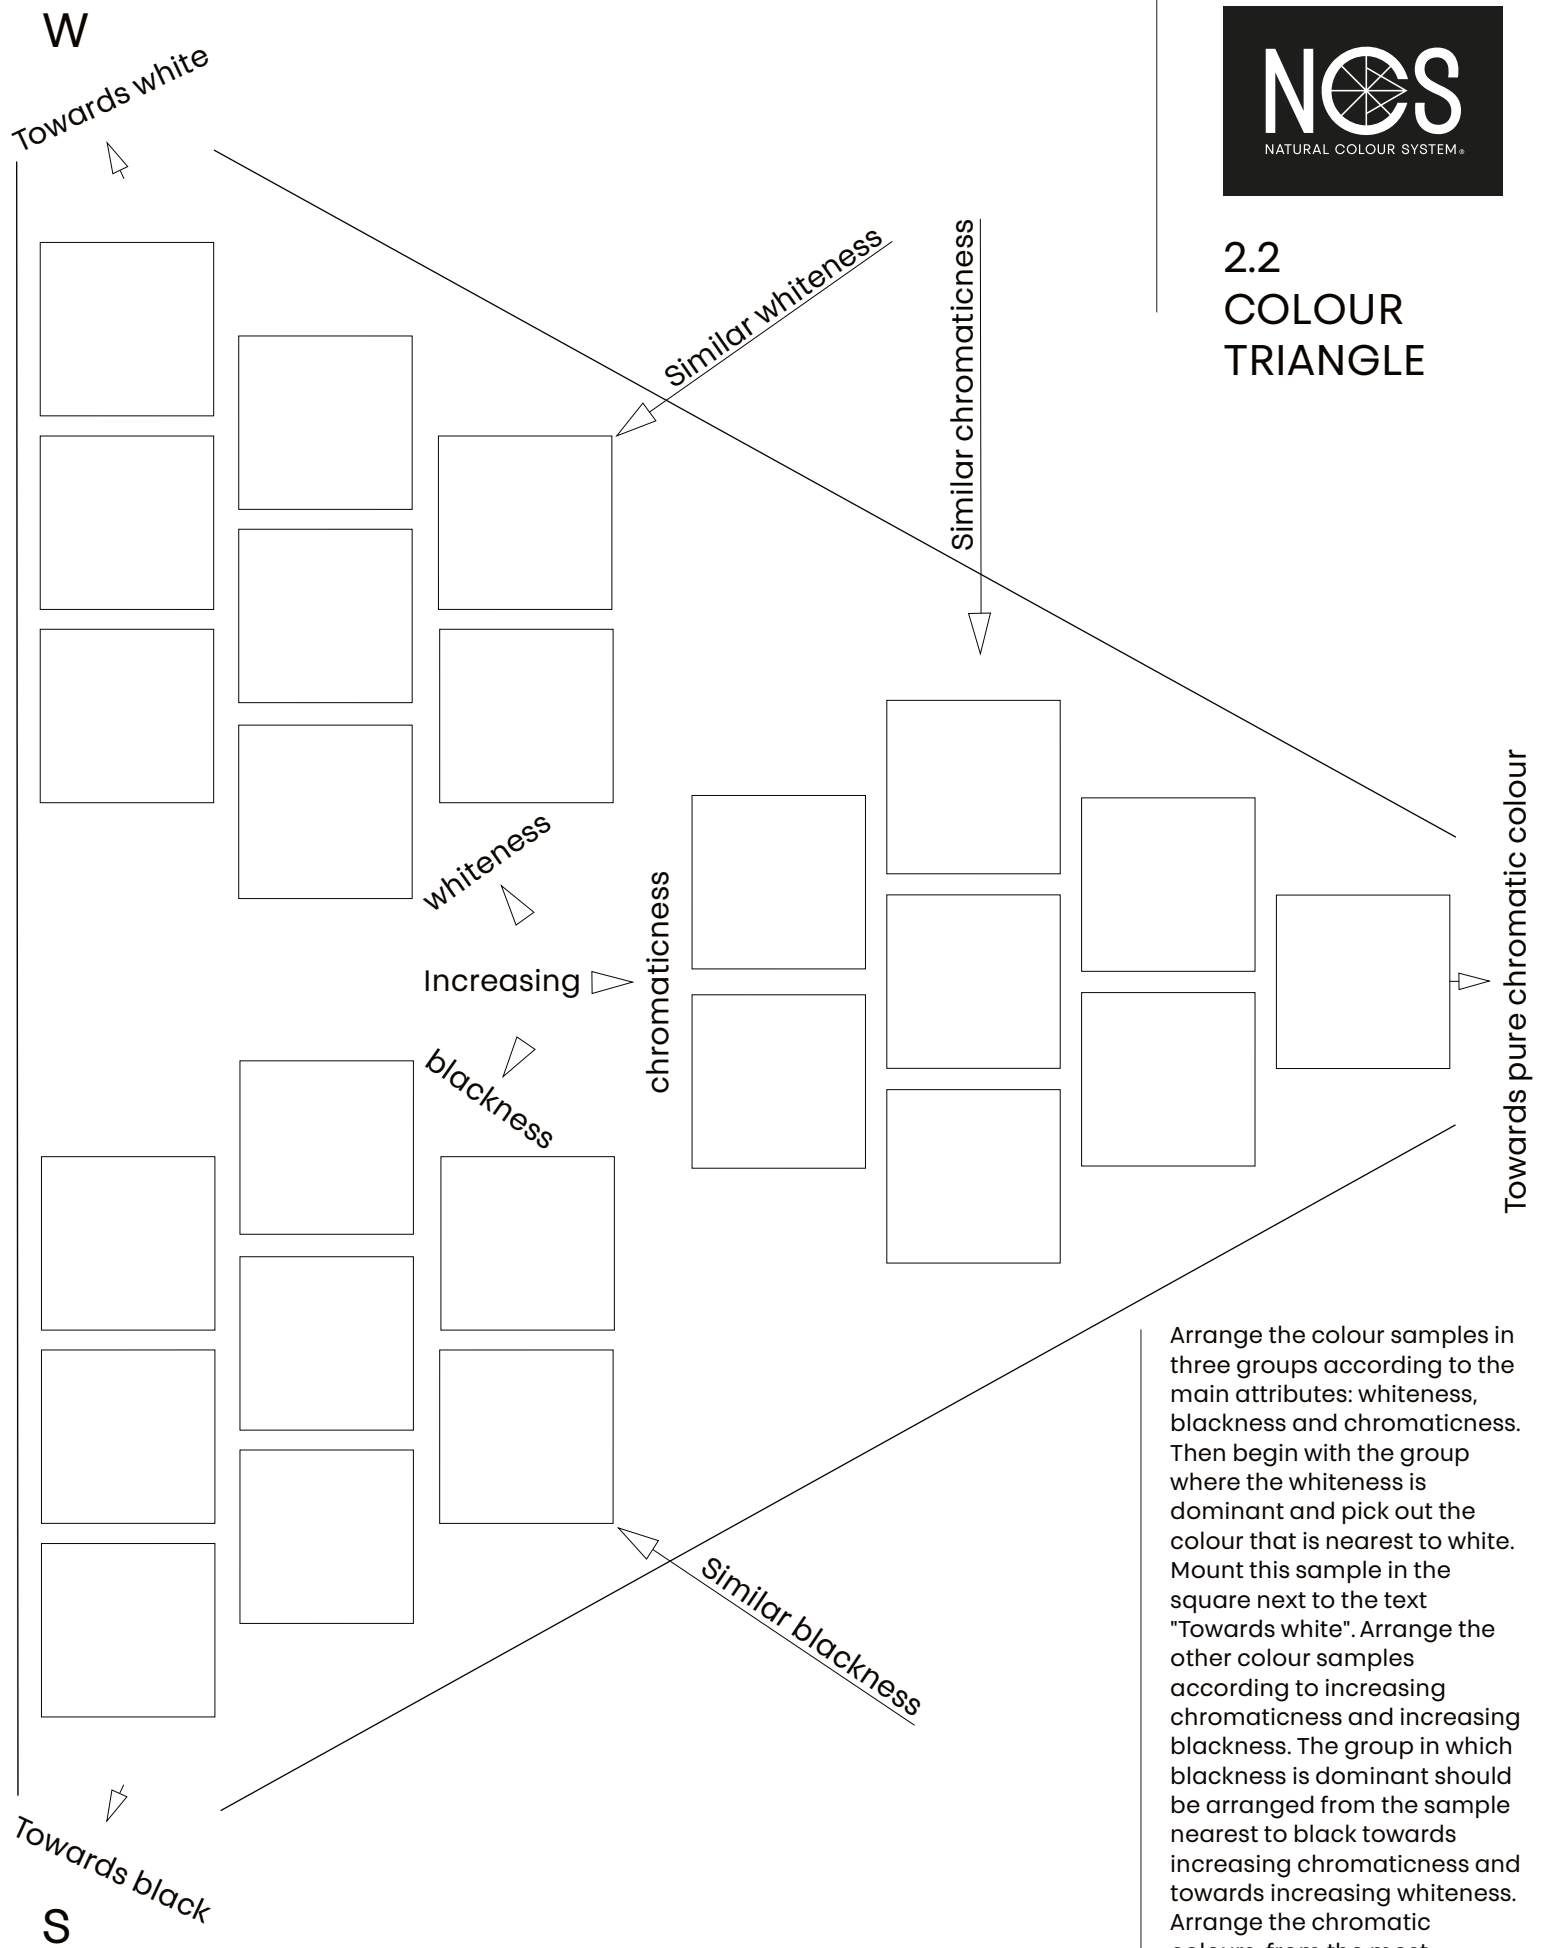 W
Towards white
NCS
NATURAL COLOUR SYSTEM®
2.2
COLOUR
TRIANGLE
Similar whiteness
Similar chromaticness
whiteness
Increasing
chromaticness
blackness
Towards pure chromatic colour
Similar blackness
Towards black
S
Arrange the colour samples in
three groups according to the
main attributes: whiteness,
blackness and chromaticness.
Then begin with the group
where the whiteness is
dominant and pick out the
colour that is nearest to white.
Mount this sample in the
square next to the text
"Towards white". Arrange the
other colour samples
according to increasing
chromaticness and increasing
blackness. The group in which
blackness is dominant should
be arranged from the sample
nearest to black towards
increasing chromaticness and
towards increasing whiteness.
Arrange the chromatic
colours, from the most